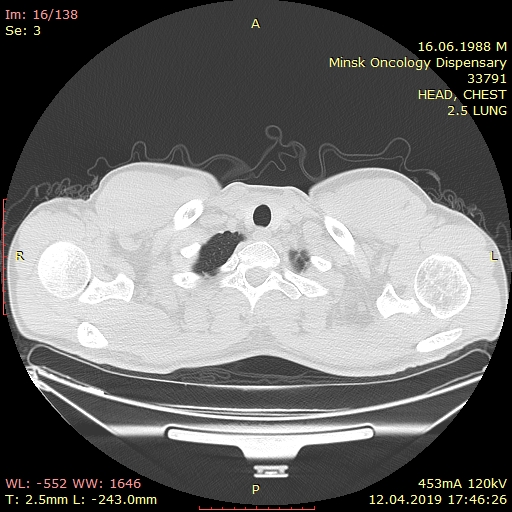 Im: 16/138
Se: 3
A
16.06.1988 M
Minsk Oncology Dispensary
33791
HEAD, CHEST
2.5 LUNG
R
L
WL: -552 WW: 1646
T: 2.5mm L: -243.0mm
P
453mA 120kV
12.04.2019 17:46:26